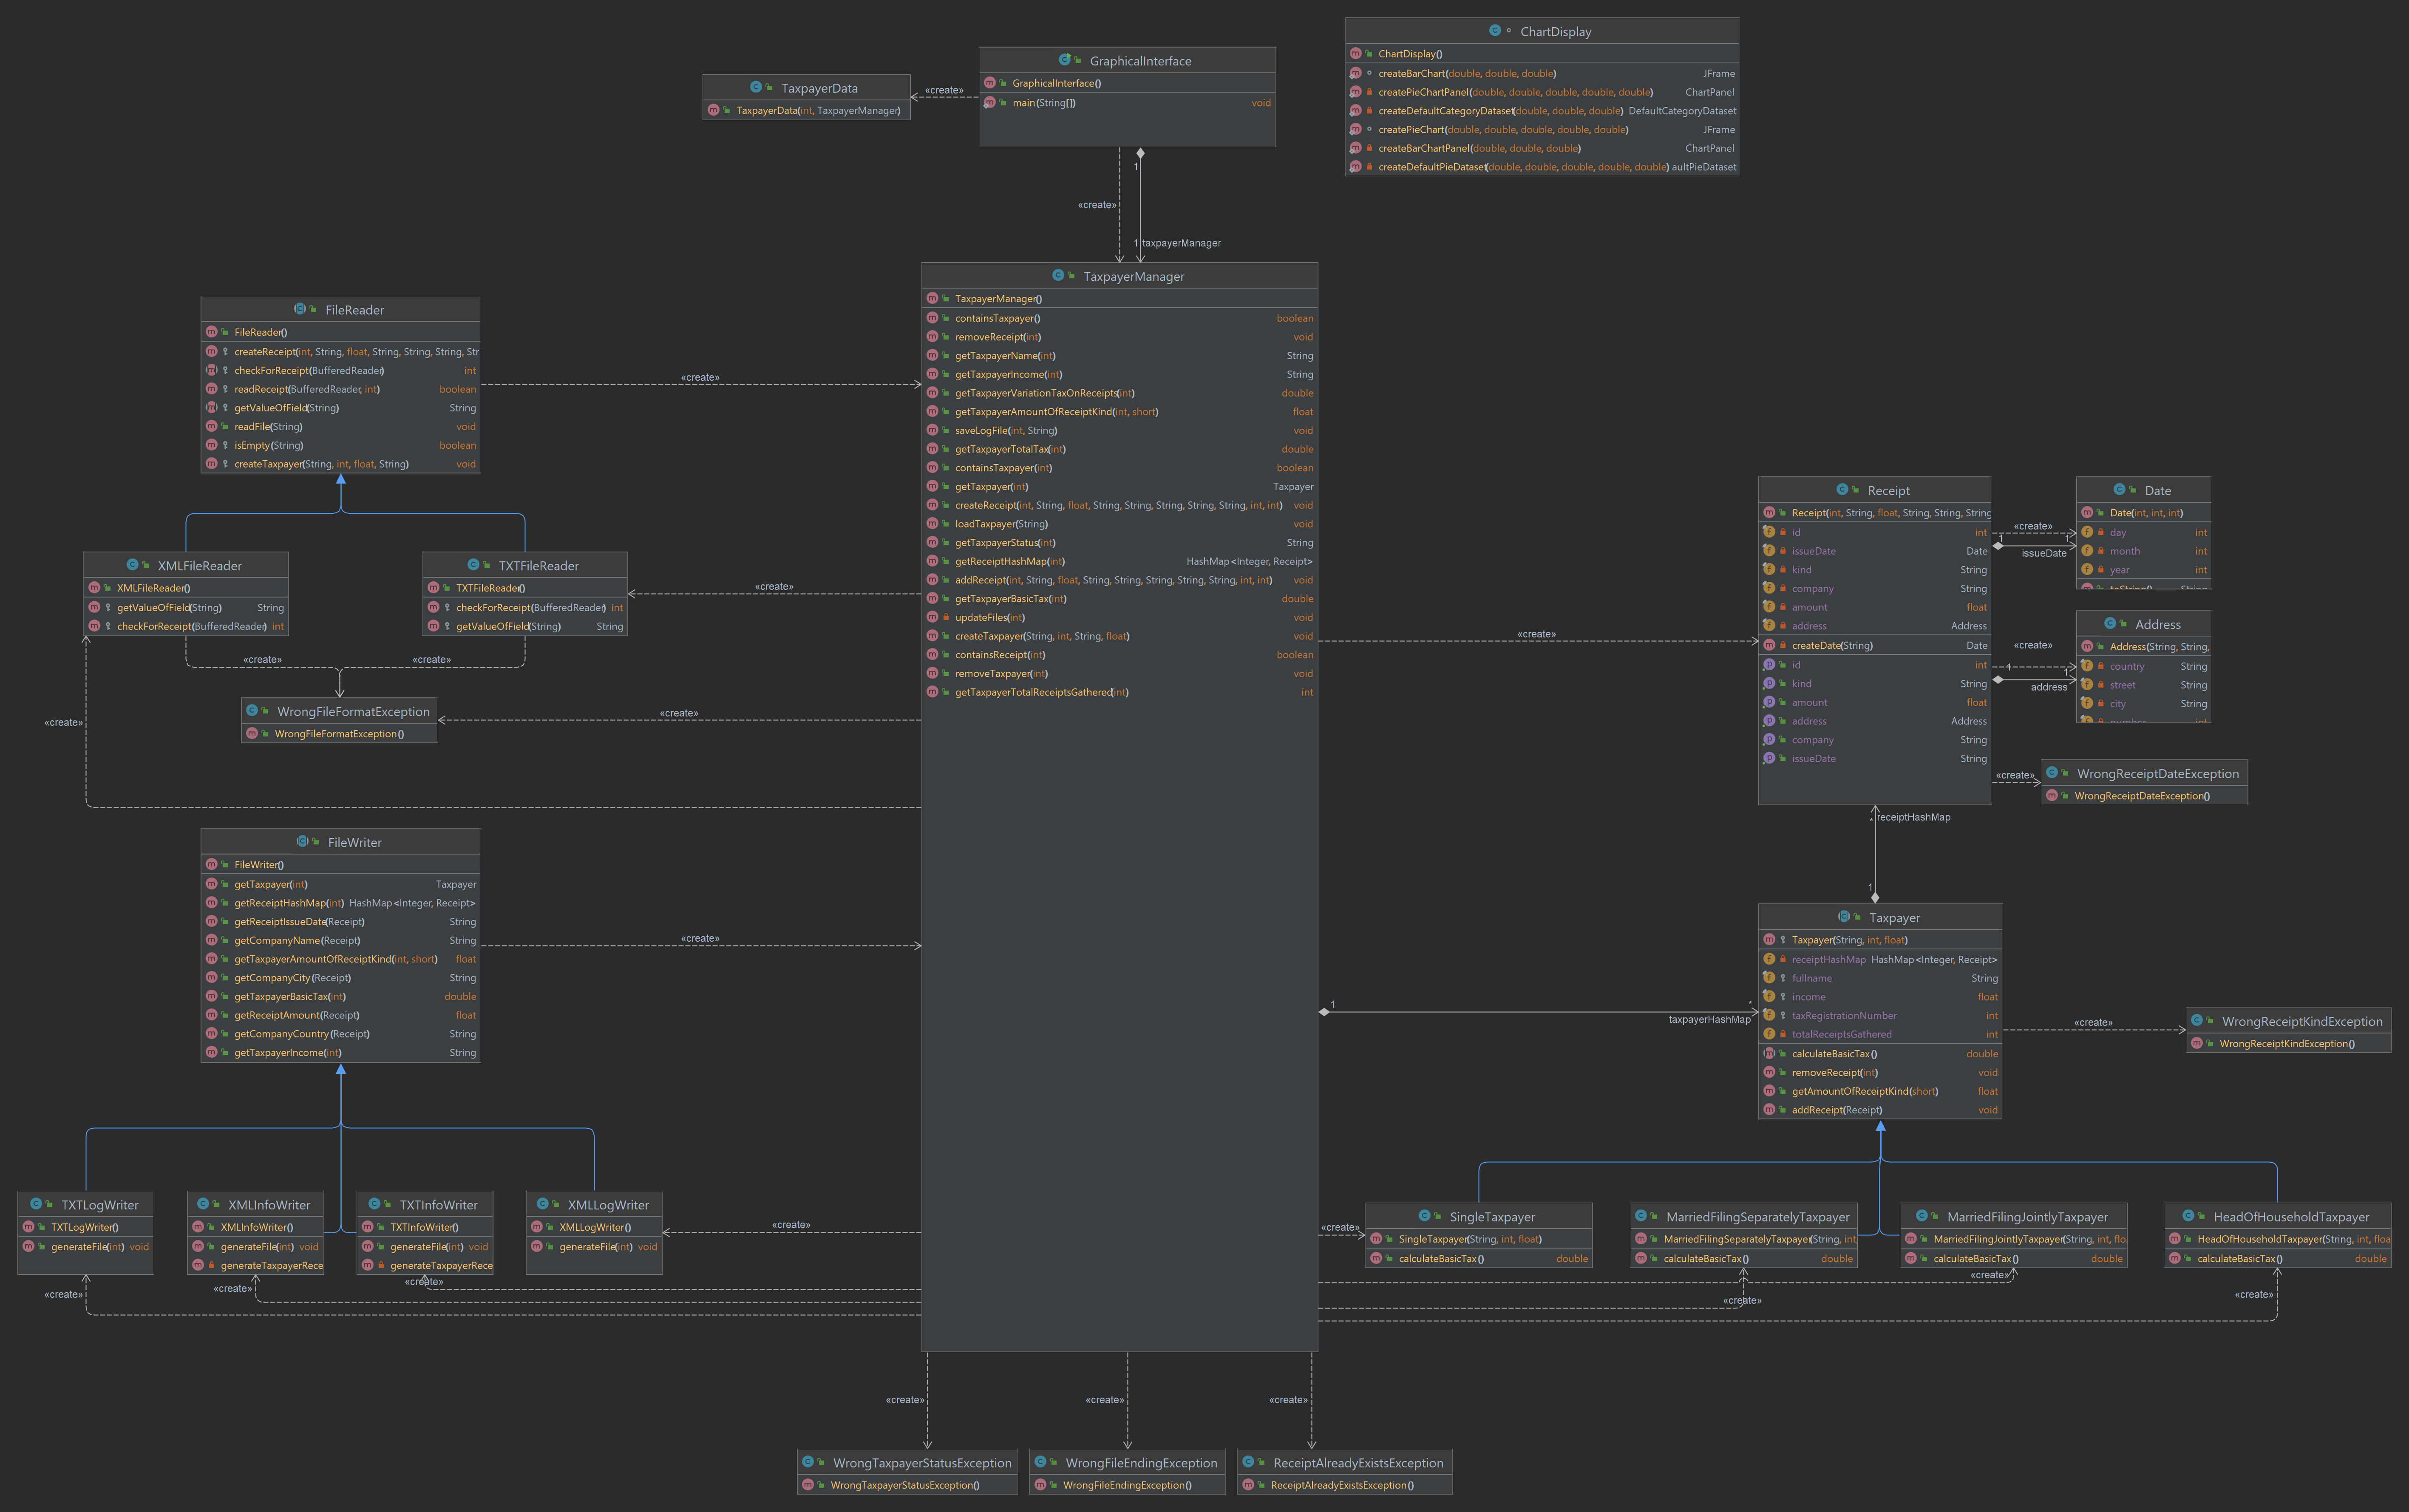 ChartDisplay
ChartDisplay()
createBarChart(double, double, double) JFrame
createPieChartPanel(double, double, double, double, double) ChartPanel
createDefaultCategoryDataset(double, double, double) DefaultCategoryDataset
createPieChart(double, double, double, double, double) JFrame
createBarChartPanel(double, double, double) ChartPanel
createDefaultPieDataset(double, double, double, double, double) aultPieDataset
GraphicalInterface
GraphicalInterface()
main(String[]) void
TaxpayerData
TaxpayerData(int, TaxpayerManager)
«create»
1
«create»
1 taxpayerManager
TaxpayerManager
TaxpayerManager()
containsTaxpayer() boolean
removeReceipt(int) void
getTaxpayerName(int) String
getTaxpayerIncome(int) String
getTaxpayerVariationTaxOnReceipts(int) double
getTaxpayerAmountOfReceiptKind(int, short) float
saveLogFile(int, String) void
getTaxpayerTotalTax(int) double
containsTaxpayer(int) boolean
getTaxpayer(int) Taxpayer
createReceipt(int, String, float, String, String, String, String, String, int, int) void
loadTaxpayer(String) void
getTaxpayerStatus(int) String
getReceiptHashMap(int) HashMap<Integer, Receipt>
addReceipt(int, String, float, String, String, String, String, String, int, int) void
getTaxpayerBasicTax(int) double
updateFiles(int) void
createTaxpayer(String, int, String, float) void
containsReceipt(int) boolean
removeTaxpayer(int) void
getTaxpayerTotalReceiptsGathered(int) int
FileReader
FileReader()
createReceipt(int, String, float, String, String, String, Stri
checkForReceipt(BufferedReader) int
readReceipt(BufferedReader, int) boolean
getValueOfField(String) String
readFile(String) void
isEmpty(String) boolean
createTaxpayer(String, int, float, String) void
«create»
XMLFileReader
XMLFileReader()
getValueOfField(String) String
checkForReceipt(BufferedReader) int
TXTFileReader
TXTFileReader()
checkForReceipt(BufferedReader) int
getValueOfField(String) String
«create»
«create»
«create»
WrongFileFormatException
WrongFileFormatException()
«create»
«create»
FileWriter
FileWriter()
getTaxpayer(int) Taxpayer
getReceiptHashMap(int) HashMap<Integer, Receipt>
getReceiptIssueDate(Receipt) String
getCompanyName(Receipt) String
getTaxpayerAmountOfReceiptKind(int, short) float
getCompanyCity(Receipt) String
getTaxpayerBasicTax(int) double
getReceiptAmount(Receipt) float
getCompanyCountry(Receipt) String
getTaxpayerIncome(int) String
«create»
TXTLogWriter
TXTLogWriter()
generateFile(int) void
XMLInfoWriter
XMLInfoWriter()
generateFile(int) void
generateTaxpayerRece
TXTInfoWriter
TXTInfoWriter()
generateFile(int) void
generateTaxpayerRece
XMLLogWriter
XMLLogWriter()
generateFile(int) void
«create»
«create»
«create»
«create»
Receipt
Receipt(int, String, float, String, String, String
id int
issueDate Date
kind String
company String
amount float
address Address
createDate(String) Date
id int
kind String
amount float
address Address
company String
issueDate String
«create»
1 1
issueDate
Date
Date(int, int, int)
day int
month int
year int
toString() String
«create»
1 1
address
Address
Address(String, String,
country String
street String
city String
number int
«create»
WrongReceiptDateException
WrongReceiptDateException()
«create»
* receiptHashMap
1
Taxpayer
Taxpayer(String, int, float)
receiptHashMap HashMap<Integer, Receipt>
fullname String
income float
taxRegistrationNumber int
totalReceiptsGathered int
calculateBasicTax() double
removeReceipt(int) void
getAmountOfReceiptKind(short) float
addReceipt(Receipt) void
1 *
taxpayerHashMap
«create»
WrongReceiptKindException
WrongReceiptKindException()
«create»
SingleTaxpayer
SingleTaxpayer(String, int, float)
calculateBasicTax() double
MarriedFilingSeparatelyTaxpayer
MarriedFilingSeparatelyTaxpayer(String, int
calculateBasicTax() double
MarriedFilingJointlyTaxpayer
MarriedFilingJointlyTaxpayer(String, int, flo
calculateBasicTax() double
HeadOfHouseholdTaxpayer
HeadOfHouseholdTaxpayer(String, int, floa
calculateBasicTax() double
«create»
«create»
«create»
«create»
«create»
«create»
WrongTaxpayerStatusException
WrongTaxpayerStatusException()
WrongFileEndingException
WrongFileEndingException()
ReceiptAlreadyExistsException
ReceiptAlreadyExistsException()